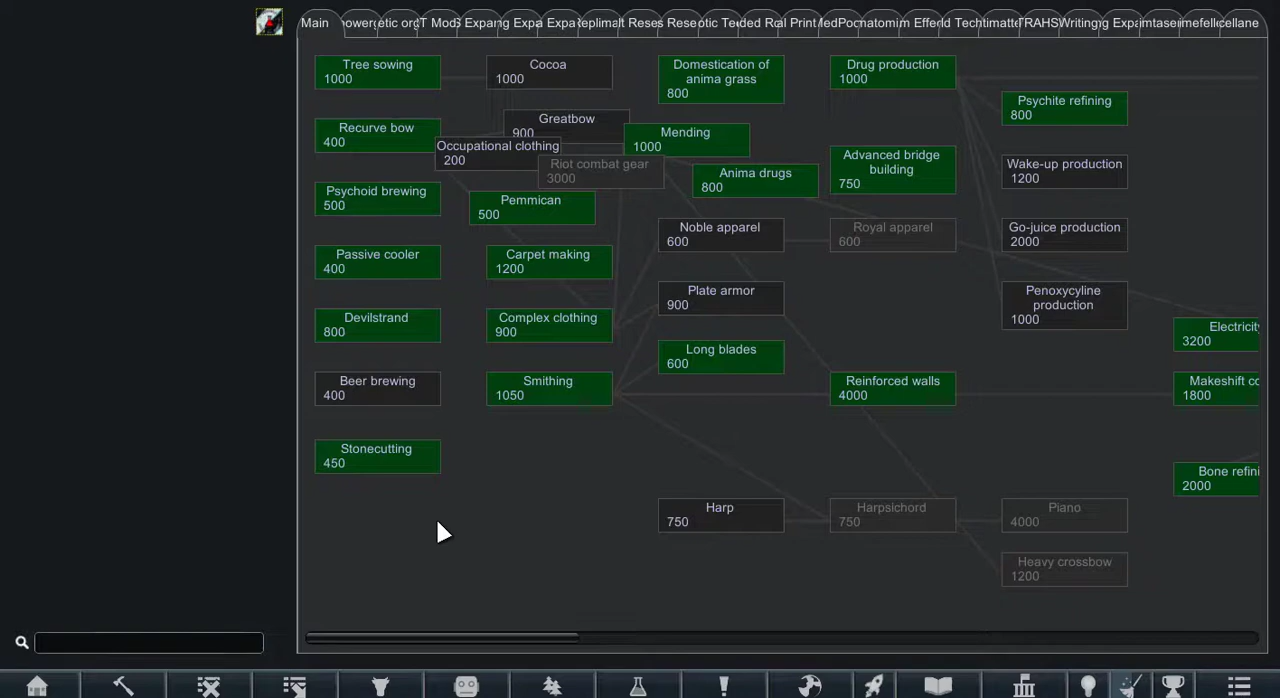 Main
Tree sowing
1000
Cocoa
1000
Domestication of
anima grass
800
Drug production
1000
Psychite refining
800
Greatbow
900
Recurve bow
400
Mending
1000
Occupational clothing
200
Riot combat gear
3000
Advanced bridge
building
750
Wake-up production
1200
Anima drugs
800
Psychoid brewing
500
Pemmican
500
Noble apparel
600
Royal apparel
600
Go-juice production
2000
Passive cooler
400
Carpet making
1200
Plate armor
900
Penoxycyline
production
1000
Devilstrand
800
Complex clothing
900
Long blades
600
Electricity
3200
Beer brewing
400
Smithing
1050
Reinforced walls
4000
Makeshift co
1800
Stonecutting
450
Bone refini
2000
Harp
750
Harpsichord
750
Piano
4000
Heavy crossbow
1200